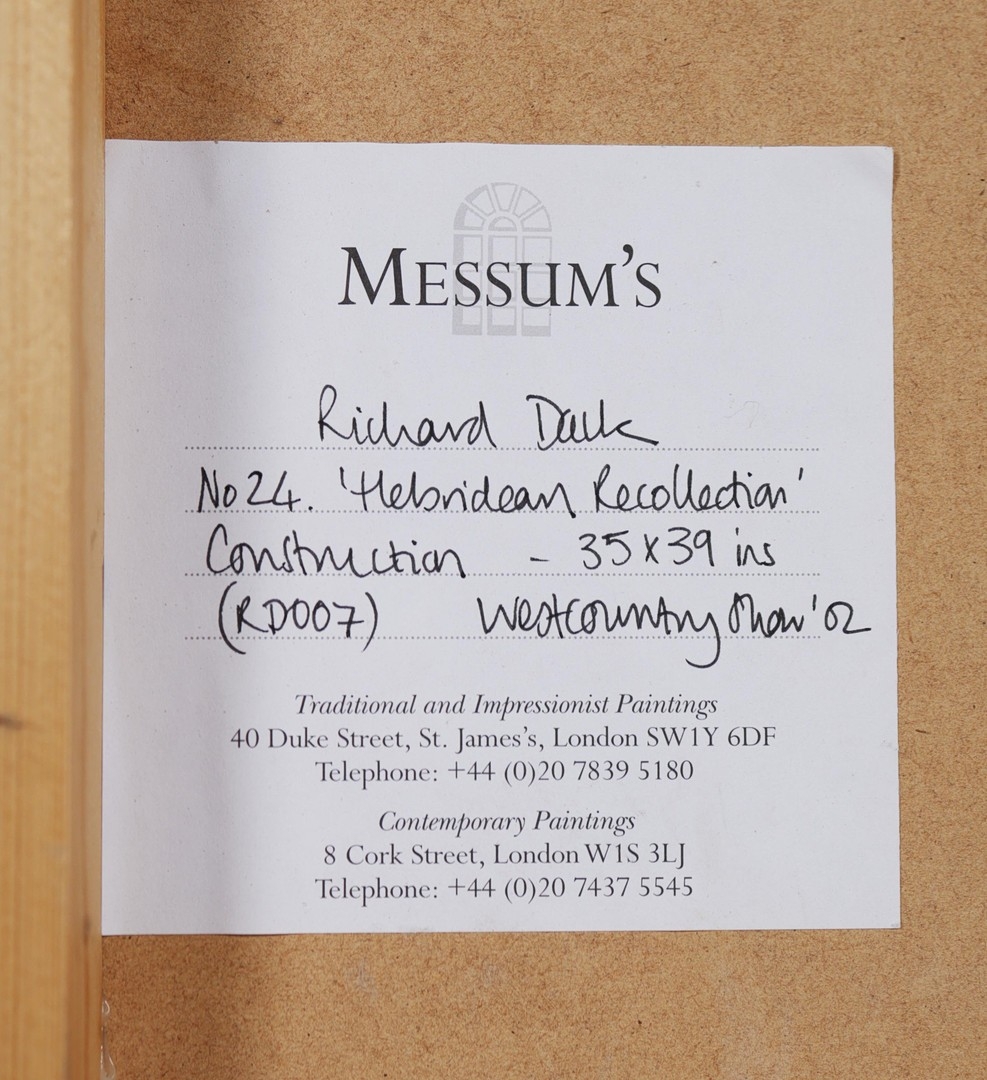 MESSUM'S
Richard Dack
No 24. 'Hebridean Recollection'
Construction - 35 x 39 ins
(RD007) Westcountry Show '02
Traditional and Impressionist Paintings
40 Duke Street, St. James's, London SW1Y 6DF
Telephone: +44 (0)20 7839 5180
Contemporary Paintings
8 Cork Street, London W1S 3LJ
Telephone: +44 (0)20 7437 5545